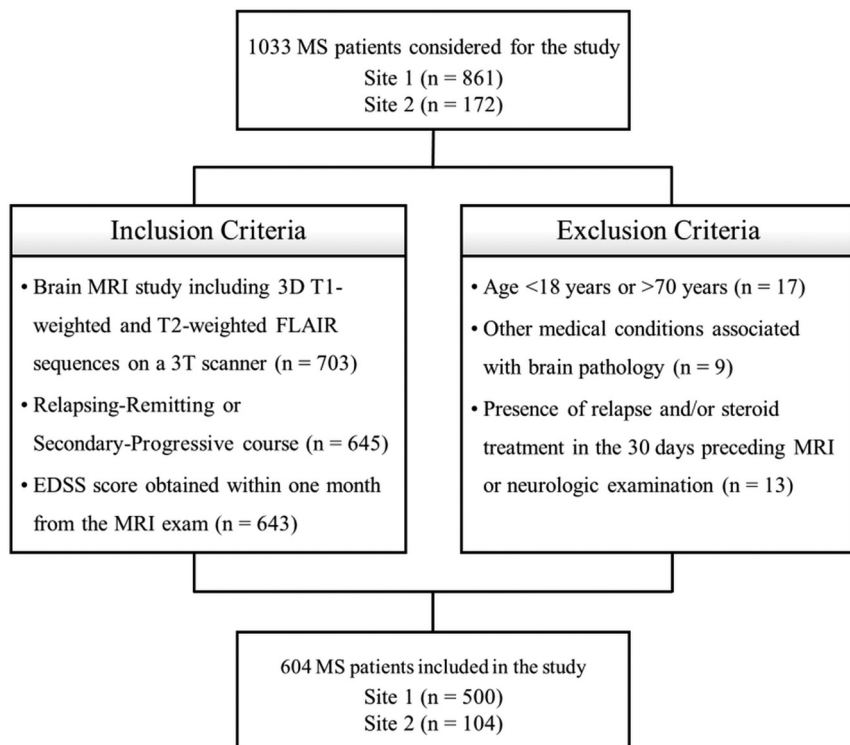 1033 MS patients considered for the study
Site 1 (n = 861)
Site 2 (n = 172)
Inclusion Criteria
• Brain MRI study including 3D T1-
weighted and T2-weighted FLAIR
sequences on a 3T scanner (n = 703)
• Relapsing-Remitting or
Secondary-Progressive course (n = 645)
• EDSS score obtained within one month
from the MRI exam (n = 643)
Exclusion Criteria
• Age <18 years or >70 years (n = 17)
• Other medical conditions associated
with brain pathology (n = 9)
• Presence of relapse and/or steroid
treatment in the 30 days preceding MRI
or neurologic examination (n = 13)
604 MS patients included in the study
Site 1 (n = 500)
Site 2 (n = 104)